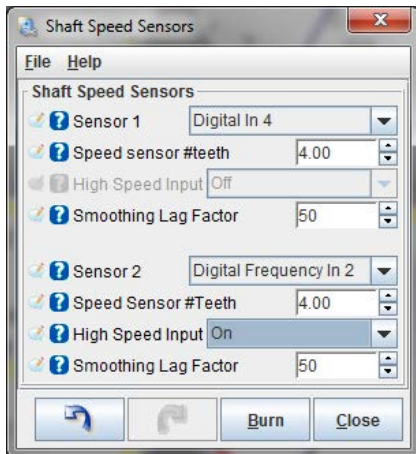 Shaft Speed Sensors
File Help
Shaft Speed Sensors
Sensor 1 Digital In 4
Speed sensor #teeth 4.00
High Speed Input Off
Smoothing Lag Factor 50
Sensor 2 Digital Frequency In 2
Speed Sensor #Teeth 4.00
High Speed Input On
Smoothing Lag Factor 50
Burn Close